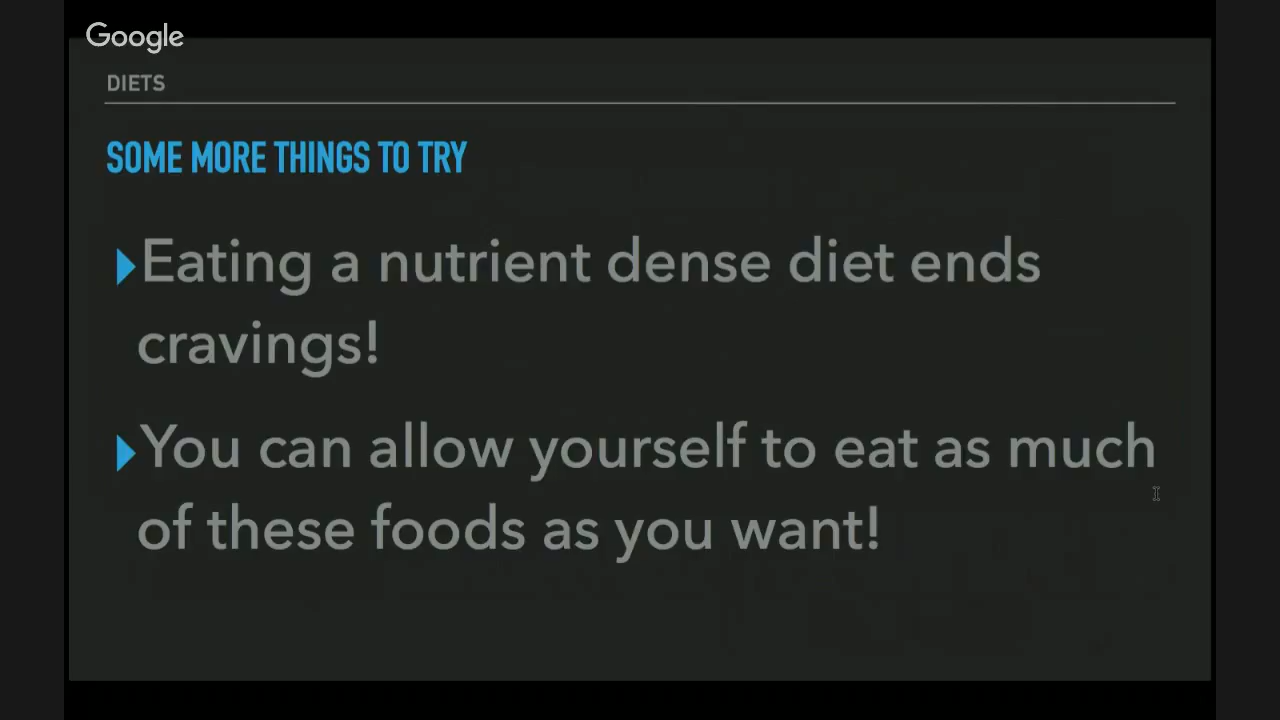 Google
DIETS
SOME MORE THINGS TO TRY
Eating a nutrient dense diet ends
cravings!
You can allow yourself to eat as much
of these foods as you want!